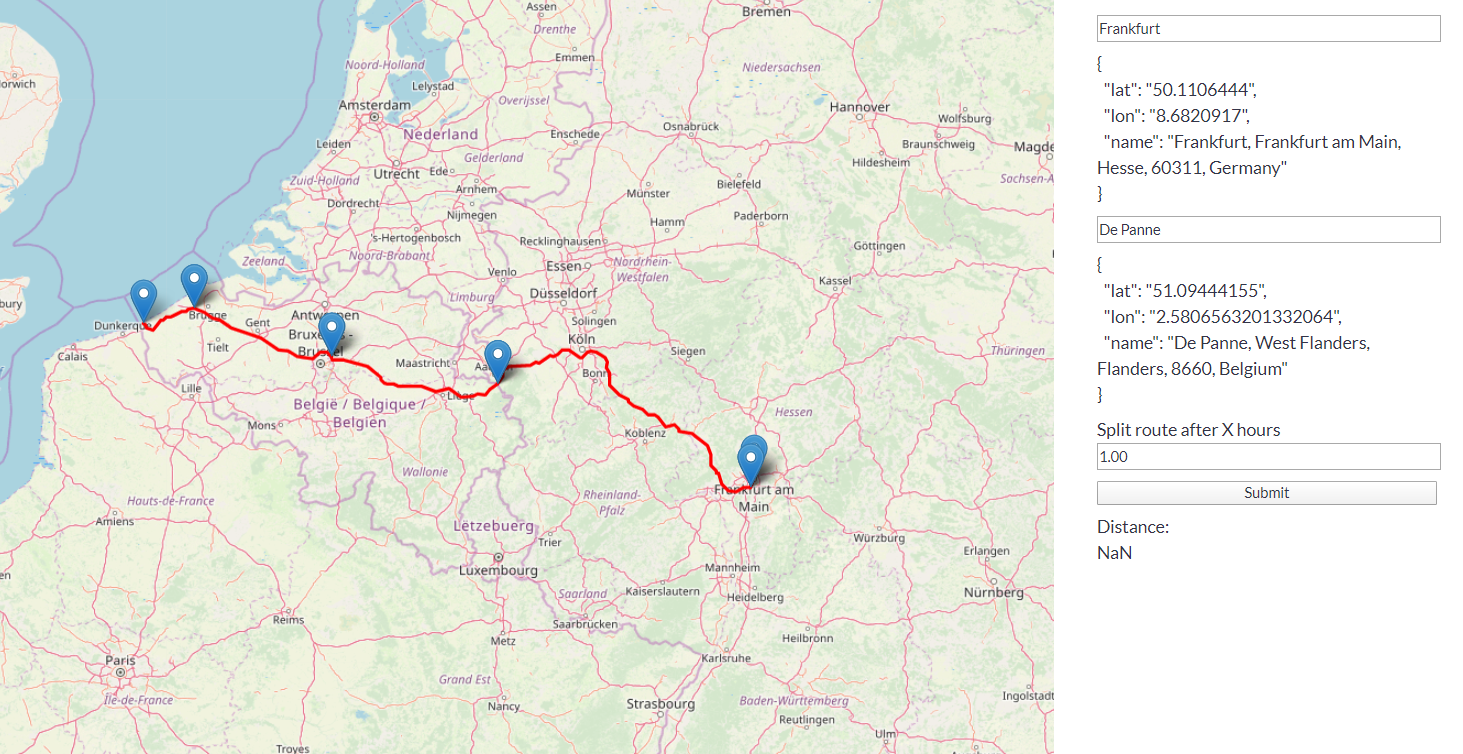 Frankfurt
{
"lat": "50.1106444",
"lon": "8.6820917",
"name": "Frankfurt, Frankfurt am Main,
Hesse, 60311, Germany"
}
De Panne
{
"lat": "51.09444155",
"lon": "2.5806563201332064",
"name": "De Panne, West Flanders,
Flanders, 8660, Belgium"
}
Split route after X hours
1.00
Submit
Distance:
NaN
Assen
Bremen
Drenthe
Emmen
Noord-Holland
Niedersachsen
orwich
Lelystad
Overijssel
Amsterdam
Hannover
Wolfsburg
Nederland
Enschede
Osnabrück
Braunschweig
Magde
Leiden
Gelderland
Hildesheim
Utrecht
Ede
Zuid-Holland
Arnhem
Bielefeld
Sachsen-A
Münster
Dordrecht
Nijmegen
Paderborn
Hamm
's-Hertogenbosch
Recklinghausen
Göttingen
Noord-Brabant
Zeeland
Essen
Nordrhein-
Westfalen
Venlo
Kassel
Limburg
Düsseldorf
bury
Brugge
Antwerpen
Solingen
Dunkerque
Gent
Bruxelles -
Brussel
Köln
Tielt
Calais
Maastricht
Aa
Siegen
Thüringen
Bonn
Lille
Liège
België / Belgique /
Belgien
Hessen
Mons
Koblenz
Wallonie
Frankfurt am
Main
Hauts-de-France
Rheinland-
Pfalz
Amiens
Lëtzebuerg
Trier
Würzburg
Erlangen
en
Luxembourg
Mannheim
Saarland
Kaiserslautern
Heidelberg
Nürnberg
Reims
Saarbrücken
Metz
Heilbronn
Paris
Karlsruhe
Grand Est
Île-de-France
Nancy
Strasbourg
Baden-Württemberg
Ingolstadt
Reutlingen
Ulm
Troyes